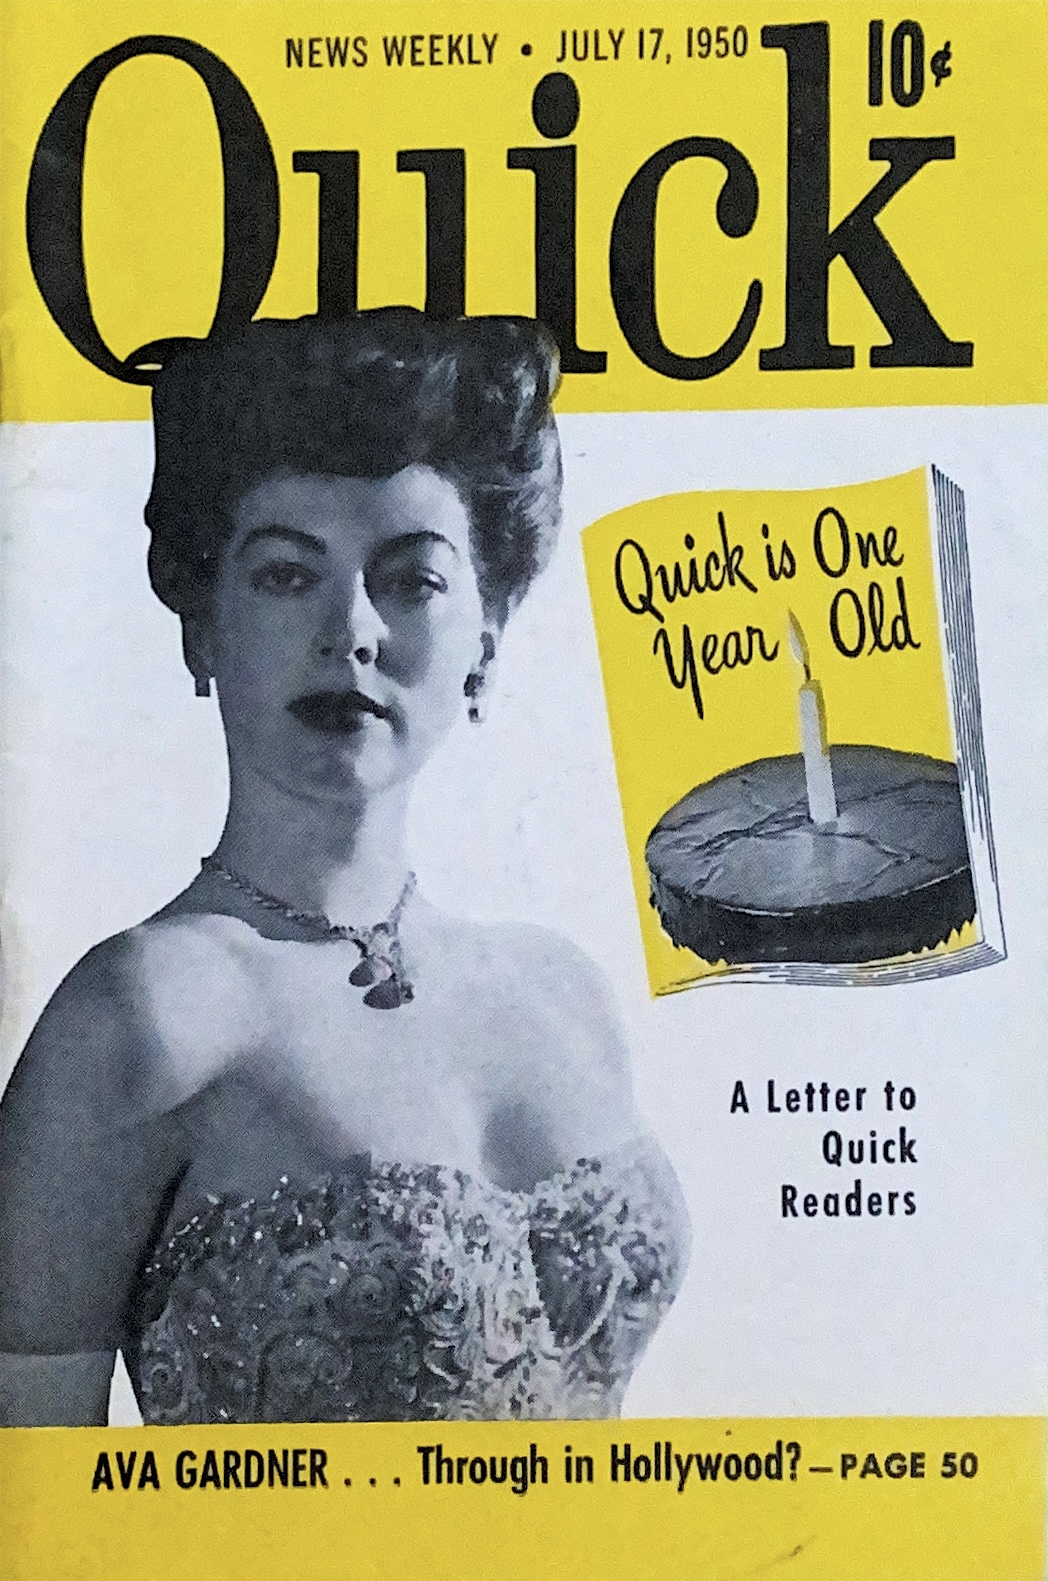 NEWS WEEKLY • JULY 17, 1950
10¢
Quick
Quick is One
Year Old
A Letter to
Quick
Readers
AVA GARDNER . . . Through in Hollywood?—PAGE 50